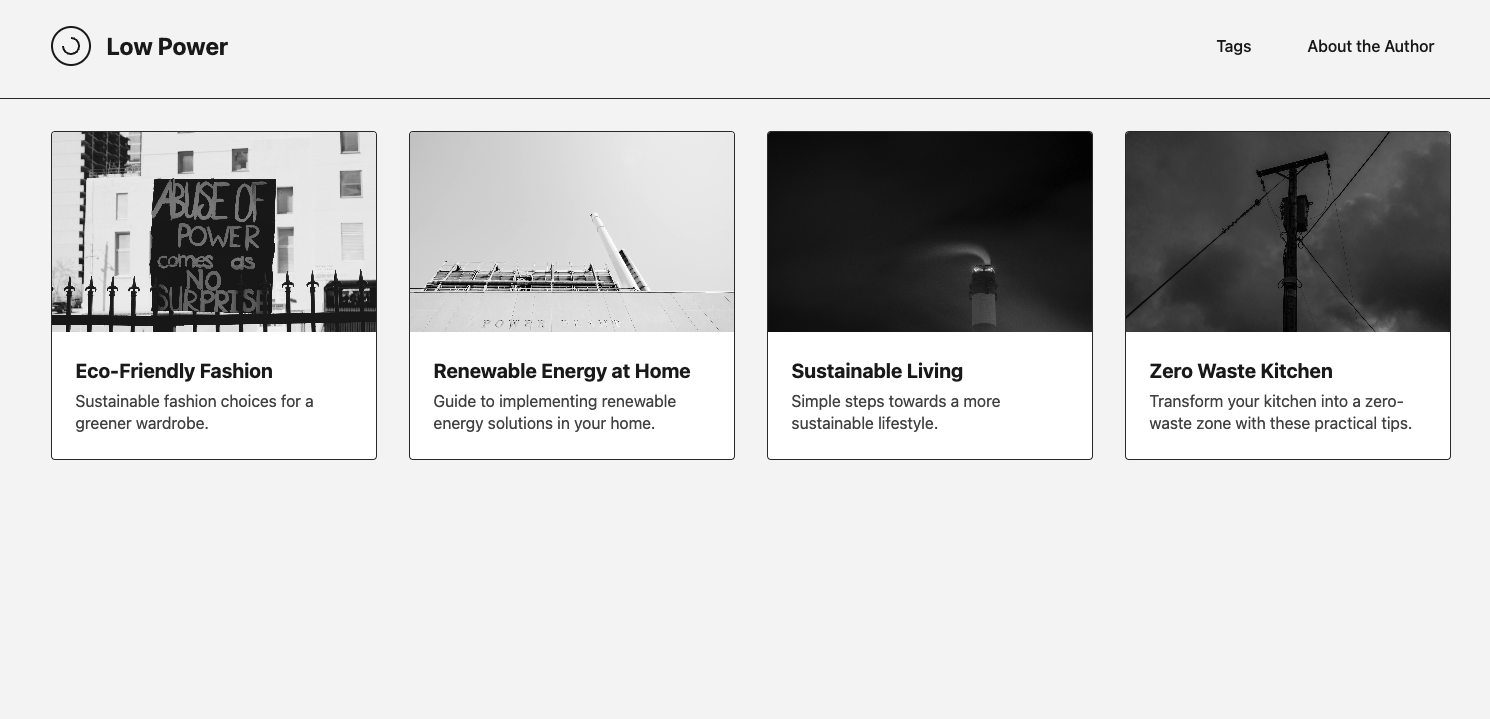 Low Power
Tags
About the Author
ABUSE OF
POWER
comes as
NO
SURPRISE
Eco-Friendly Fashion
Sustainable fashion choices for a
greener wardrobe.
POWER
Renewable Energy at Home
Guide to implementing renewable
energy solutions in your home.
Sustainable Living
Simple steps towards a more
sustainable lifestyle.
Zero Waste Kitchen
Transform your kitchen into a zero-
waste zone with these practical tips.